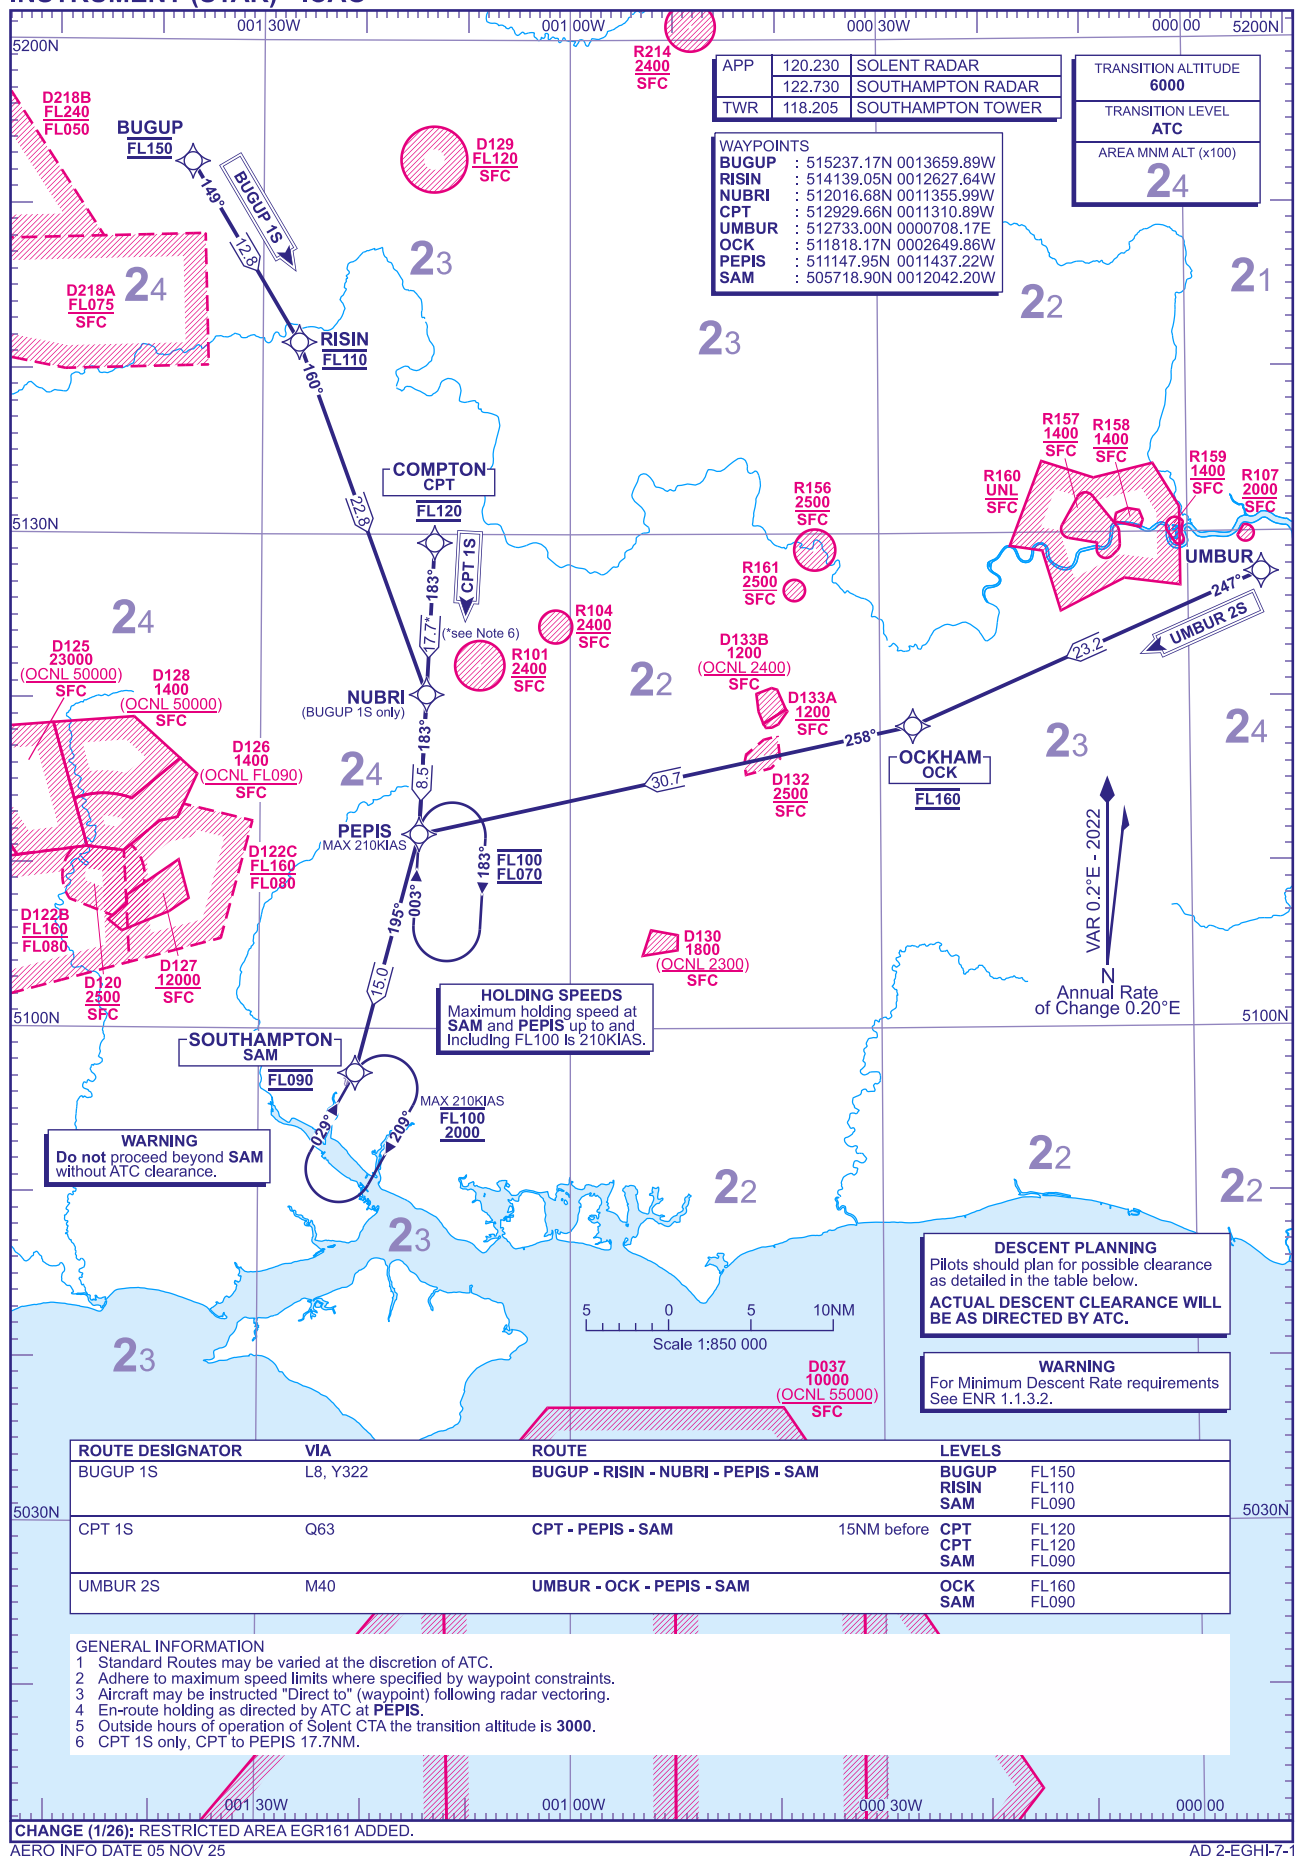 001 30W
001 00W
000 30W
000 00
5200N
5200N
R214
2400
SFC
APP 120.230 SOLENT RADAR
122.730 SOUTHAMPTON RADAR
TWR 118.205 SOUTHAMPTON TOWER
TRANSITION ALTITUDE
6000
TRANSITION LEVEL
ATC
AREA MNM ALT (x100)
24
D218B
FL240
FL050
BUGUP
FL150
D129
FL120
SFC
WAYPOINTS
BUGUP : 515237.17N 0013659.89W
RISIN : 514139.05N 0012627.64W
NUBRI : 512016.68N 0011355.99W
CPT : 512929.66N 0011310.89W
UMBUR : 512733.00N 0000708.17E
OCK : 511818.17N 0002649.86W
PEPIS : 511147.95N 0011437.22W
SAM : 505718.90N 0012042.20W
149°
BUGUP 1S
12.8
23
24
D218A
FL075
SFC
22
21
23
RISIN
FL110
160°
COMPTON
CPT
FL120
22.8
R157
1400
SFC
R158
1400
SFC
R159
1400
SFC
R160
UNL
SFC
R107
2000
SFC
R156
2500
SFC
5130N
CPT 1S
183°
UMBUR
247°
R161
2500
SFC
UMBUR 2S
24
R104
2400
SFC
17.7*
(*see Note 6)
R101
2400
SFC
23.2
D125
23000
(OCNL 50000)
SFC
D128
1400
(OCNL 50000)
SFC
D133B
1200
(OCNL 2400)
SFC
22
D133A
1200
SFC
NUBRI
(BUGUP 1S only)
183°
258°
OCKHAM
OCK
FL160
23
24
D126
1400
(OCNL FL090)
SFC
24
8.5
30.7
D132
2500
SFC
PEPIS
MAX 210KIAS
D122C
FL160
FL080
FL100
FL070
183°
003°
195°
VAR 0.2°E - 2022
N
Annual Rate
of Change 0.20°E
D122B
FL160
FL080
D127
12000
SFC
D120
2500
SFC
D130
1800
(OCNL 2300)
SFC
15.0
HOLDING SPEEDS
Maximum holding speed at
SAM and PEPIS up to and
Including FL100 Is 210KIAS.
5100N
5100N
SOUTHAMPTON
SAM
FL090
MAX 210KIAS
FL100
2000
029°
209°
WARNING
Do not proceed beyond SAM
without ATC clearance.
22
22
22
23
DESCENT PLANNING
Pilots should plan for possible clearance
as detailed in the table below.
ACTUAL DESCENT CLEARANCE WILL
BE AS DIRECTED BY ATC.
5 0 5 10NM
Scale 1:850 000
23
WARNING
For Minimum Descent Rate requirements
See ENR 1.1.3.2.
D037
10000
(OCNL 55000)
SFC
ROUTE DESIGNATOR VIA ROUTE LEVELS
BUGUP 1S L8, Y322 BUGUP - RISIN - NUBRI - PEPIS - SAM BUGUP FL150
RISIN FL110
SAM FL090
5030N
5030N
CPT 1S Q63 CPT - PEPIS - SAM 15NM before CPT FL120
CPT FL120
SAM FL090
UMBUR 2S M40 UMBUR - OCK - PEPIS - SAM OCK FL160
SAM FL090
GENERAL INFORMATION
1 Standard Routes may be varied at the discretion of ATC.
2 Adhere to maximum speed limits where specified by waypoint constraints.
3 Aircraft may be instructed "Direct to" (waypoint) following radar vectoring.
4 En-route holding as directed by ATC at PEPIS.
5 Outside hours of operation of Solent CTA the transition altitude is 3000.
6 CPT 1S only, CPT to PEPIS 17.7NM.
001 30W
001 00W
000 30W
000 00
CHANGE (1/26): RESTRICTED AREA EGR161 ADDED.
AERO INFO DATE 05 NOV 25
AD 2-EGHI-7-1